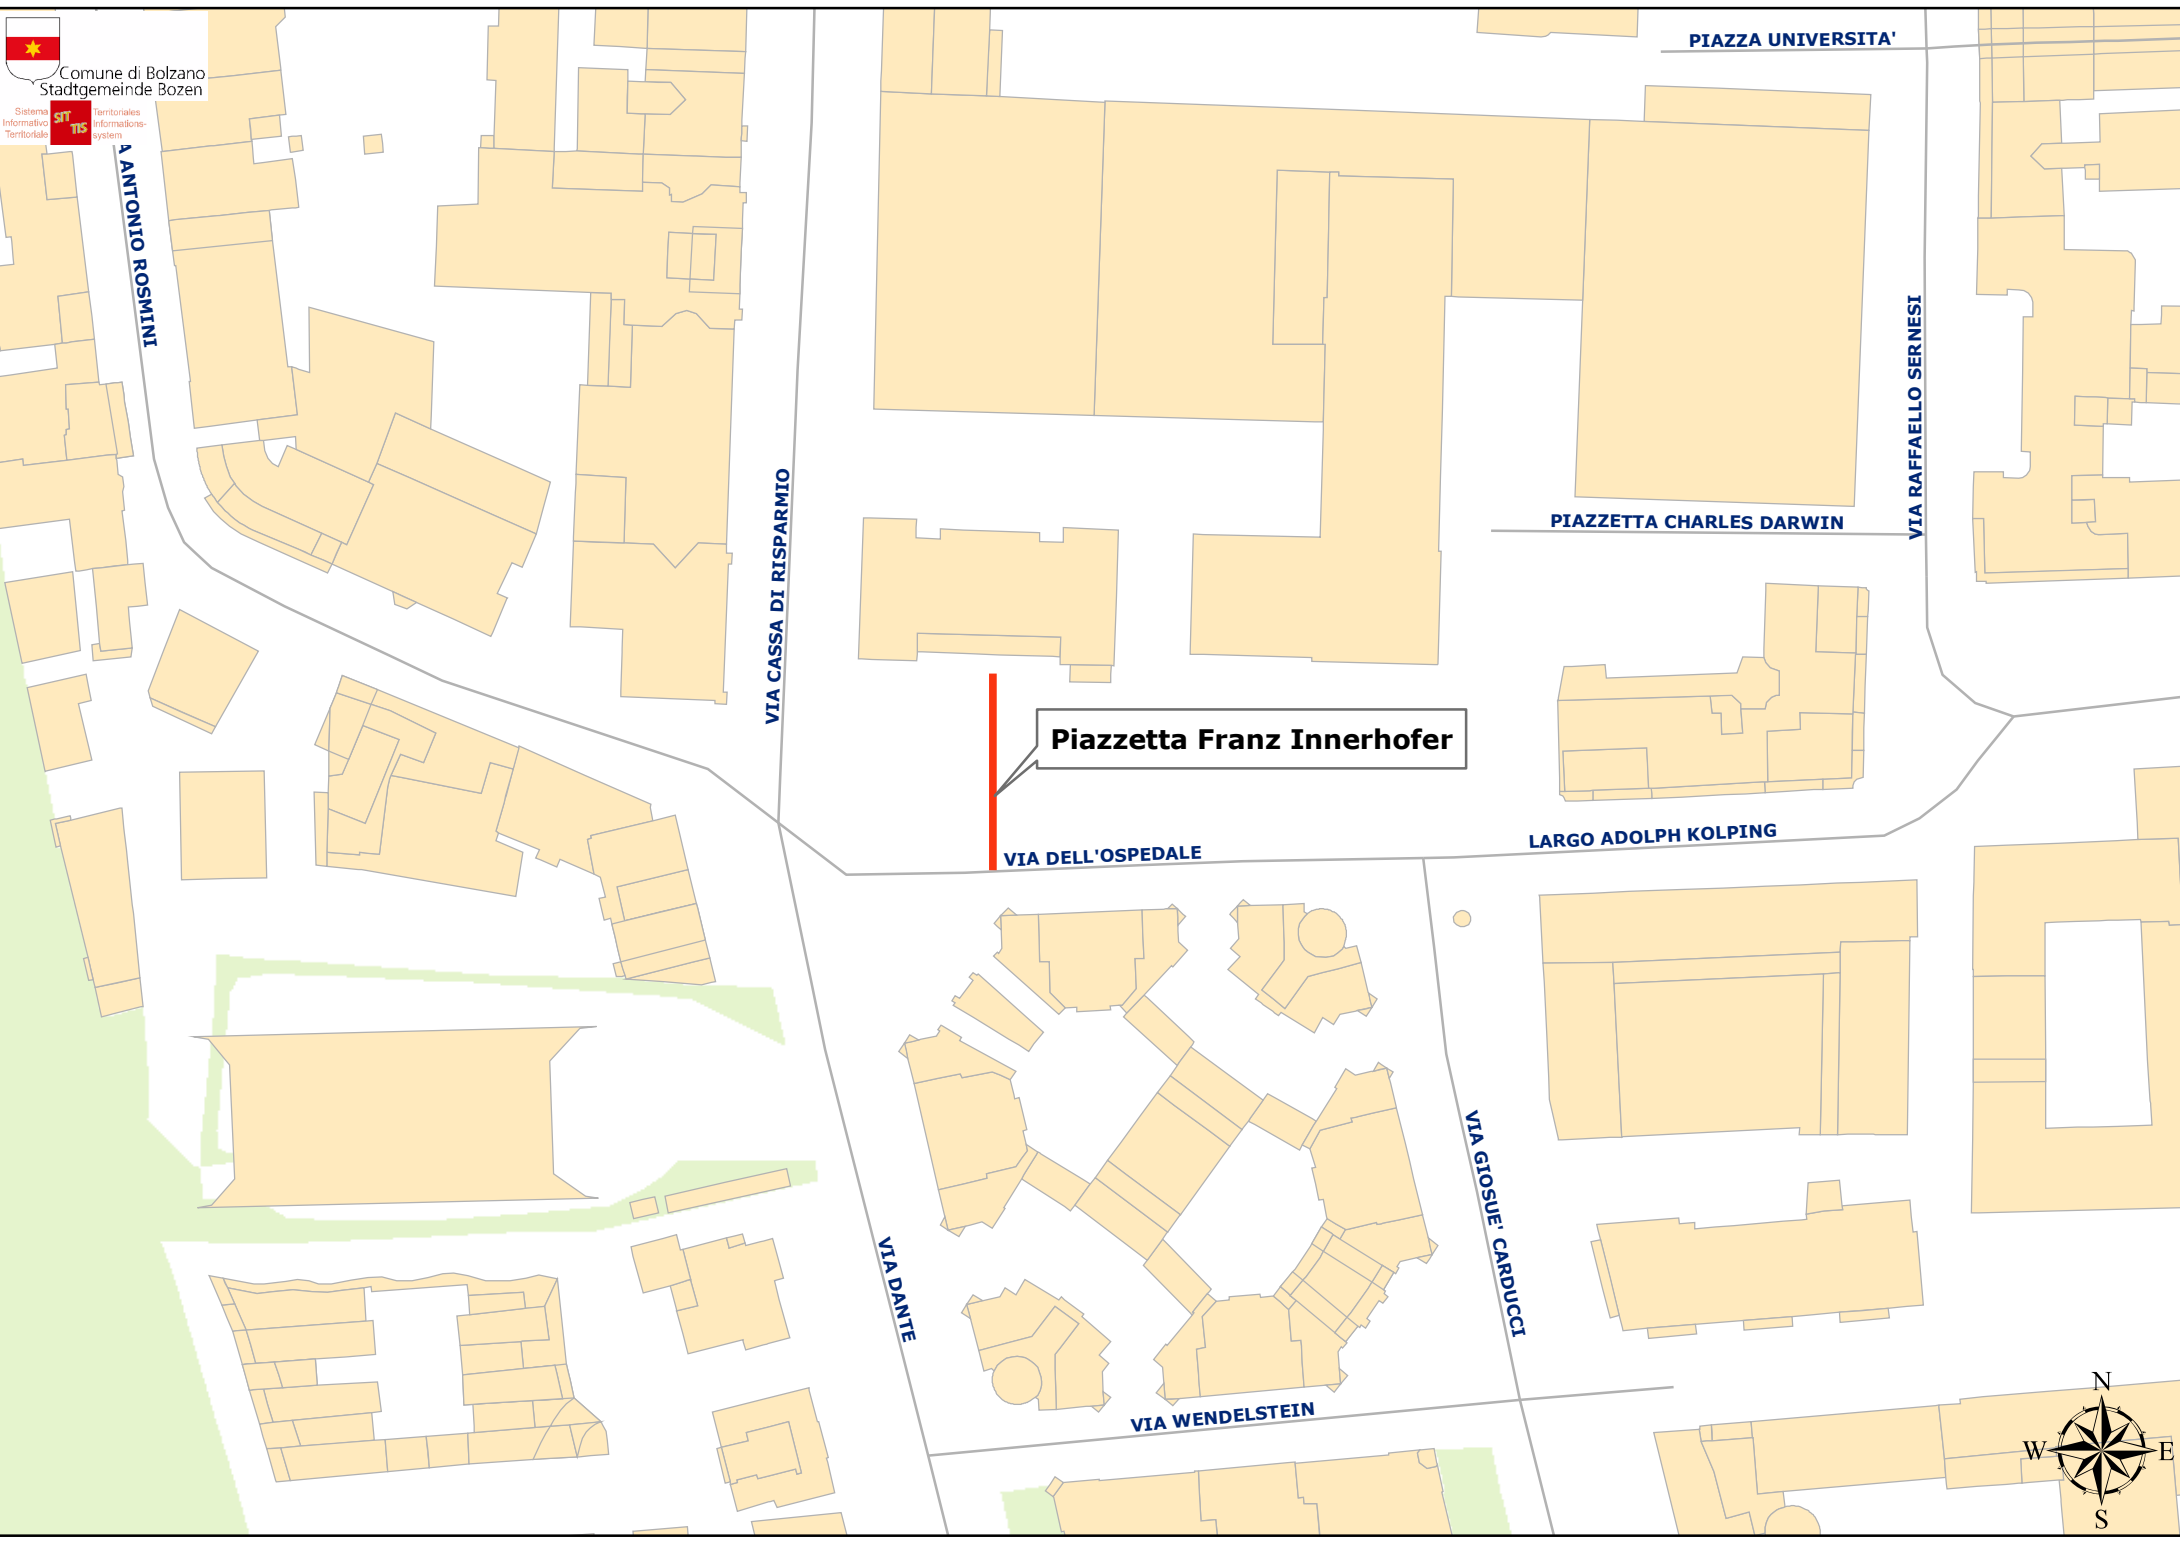 PIAZZA UNIVERSITA'
Comune di Bolzano
Stadtgemeinde Bozen
Sistema
Informativo
Territoriale
SIT
TIS
Territoriales
Informations-
system
A ANTONIO ROSMINI
VIA RAFFAELLO SERNESI
VIA CASSA DI RISPARMIO
PIAZZETTA CHARLES DARWIN
Piazzetta Franz Innerhofer
VIA DELL'OSPEDALE
LARGO ADOLPH KOLPING
VIA DANTE
VIA GIOSUE' CARDUCCI
VIA WENDELSTEIN
N
W
E
S